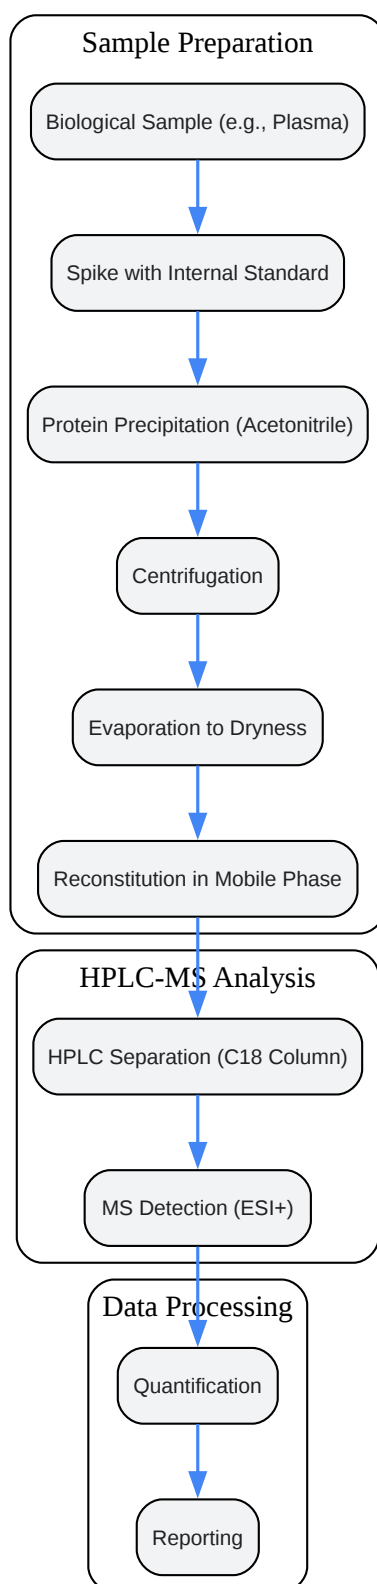 Sample Preparation
Biological Sample (e.g., Plasma)
Spike with Internal Standard
Protein Precipitation (Acetonitrile)
Centrifugation
Evaporation to Dryness
Reconstitution in Mobile Phase
HPLC-MS Analysis
HPLC Separation (C18 Column)
MS Detection (ESI+)
Data Processing
Quantification
Reporting